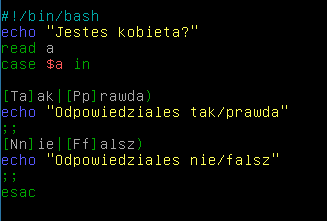 #!/bin/bash
echo "Jestes kobieta?"
read a
case $a in
[Ta]ak|[Pp]rawda)
echo "Odpowiedziales tak/prawda"
;;
[Nn]ie|[Ff]alsz)
echo "Odpowiedziales nie/falsz"
;;
esac